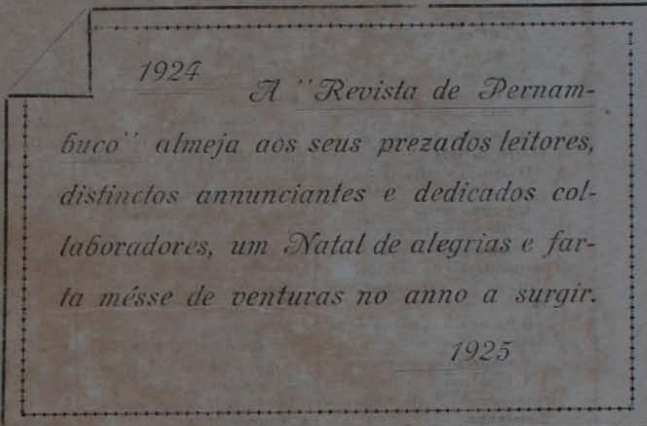 1924
A "Revista de Pernam-
buco" almeja aos seus prezados leitores,
distinctos annunciantes e dedicados col-
laboradores, um Natal de alegrias e far-
ta mésse de venturas no anno a surgir.
1925